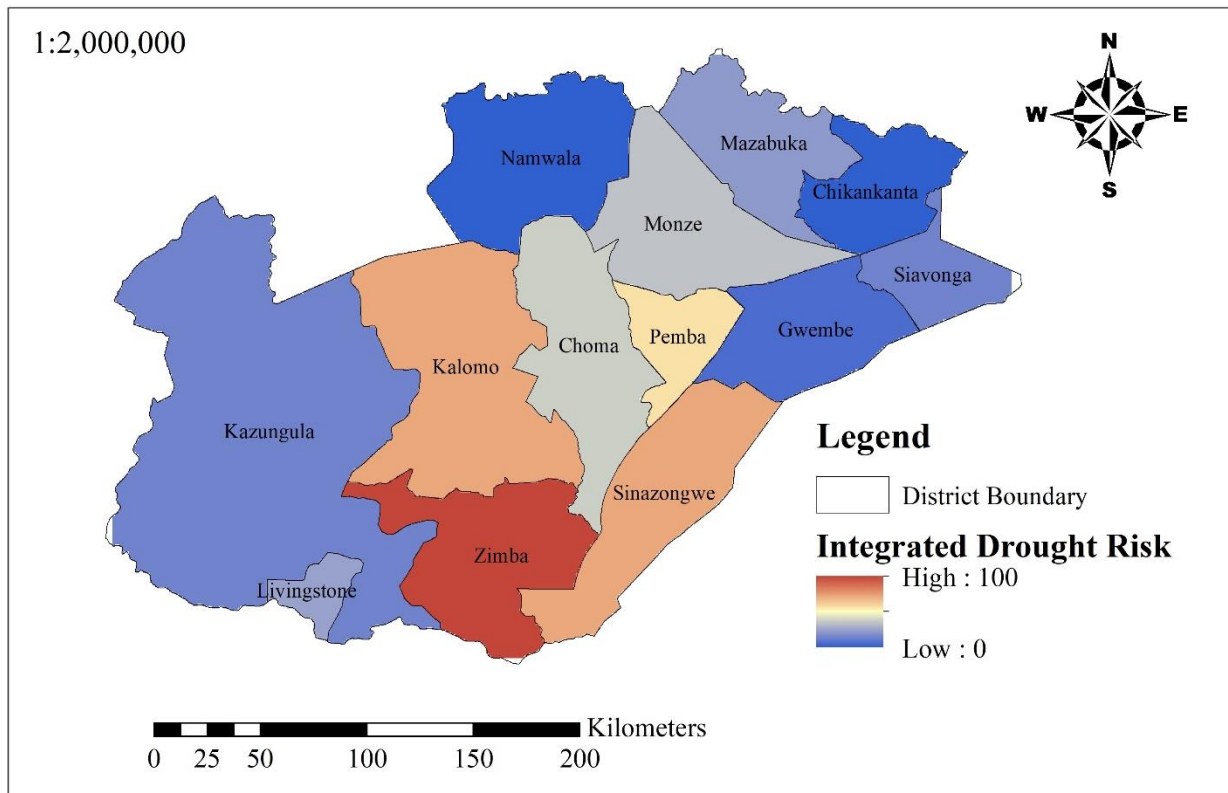 1:2,000,000
N
W E
S
Namwala
Mazabuka
Chikankanta
Monze
Siavonga
Pemba
Gwembe
Choma
Kalomo
Kazungula
Sinazongwe
Zimba
Livingstone
Legend
District Boundary
Integrated Drought Risk
High : 100
Low : 0
Kilometers
0 25 50 100 150 200